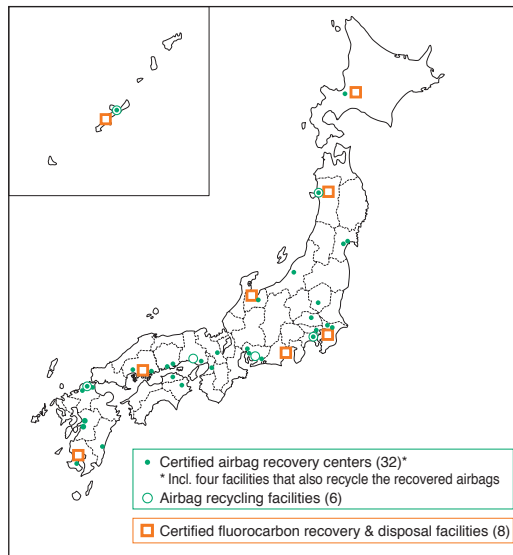 Certified airbag recovery centers (32)*
* Incl. four facilities that also recycle the recovered airbags
Airbag recycling facilities (6)
Certified fluorocarbon recovery & disposal facilities (8)